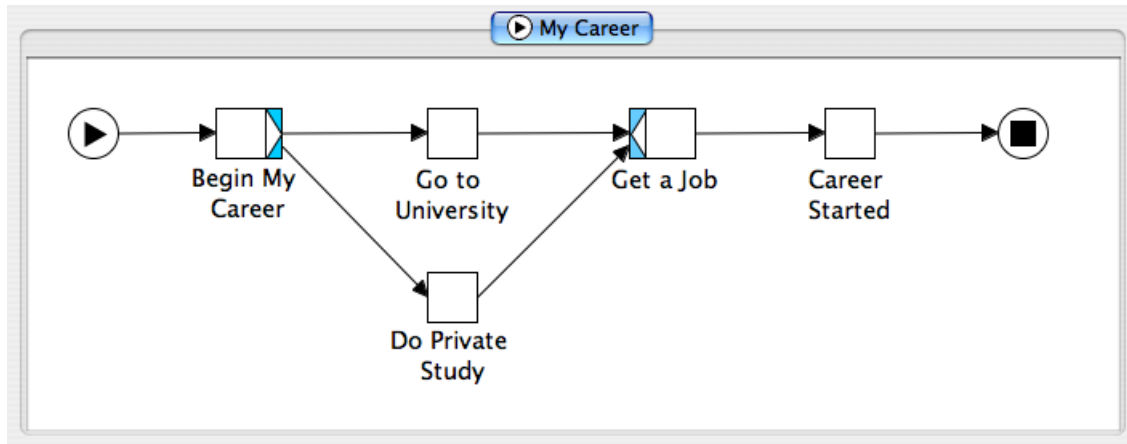 My Career
Begin My
Career
Go to
University
Get a Job
Career
Started
Do Private
Study